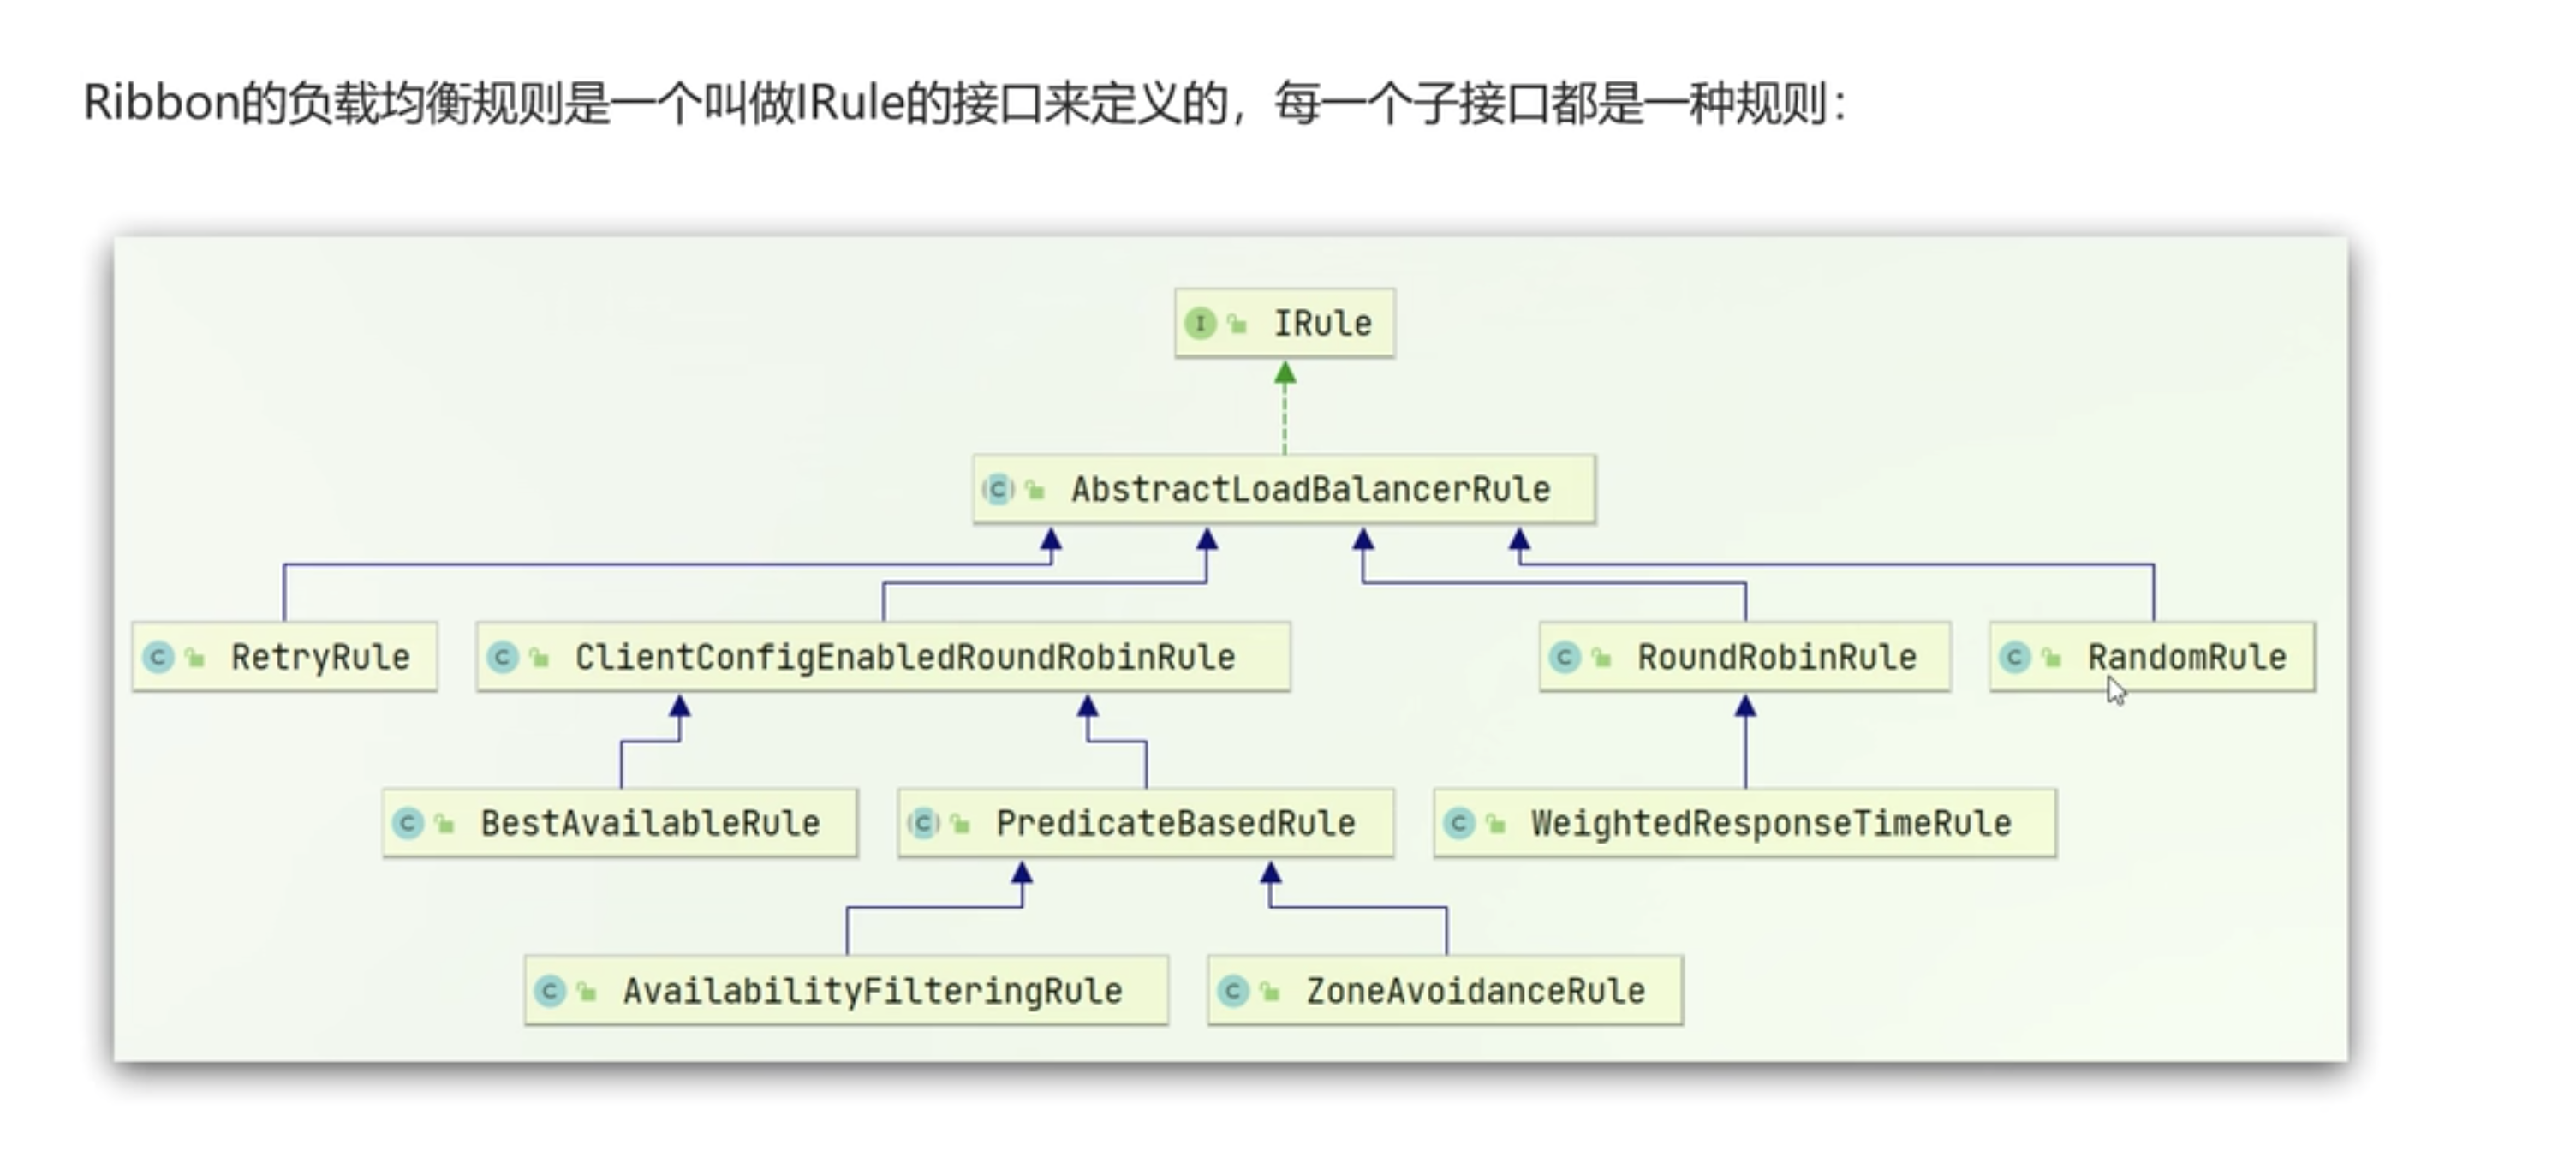 Ribbon的负载均衡规则是一个叫做IRule的接口来定义的，每一个子接口都是一种规则：
I IRule
C AbstractLoadBalancerRule
C RetryRule C ClientConfigEnabledRoundRobinRule C RoundRobinRule C RandomRule
C BestAvailableRule C PredicateBasedRule C WeightedResponseTimeRule
C AvailabilityFilteringRule C ZoneAvoidanceRule